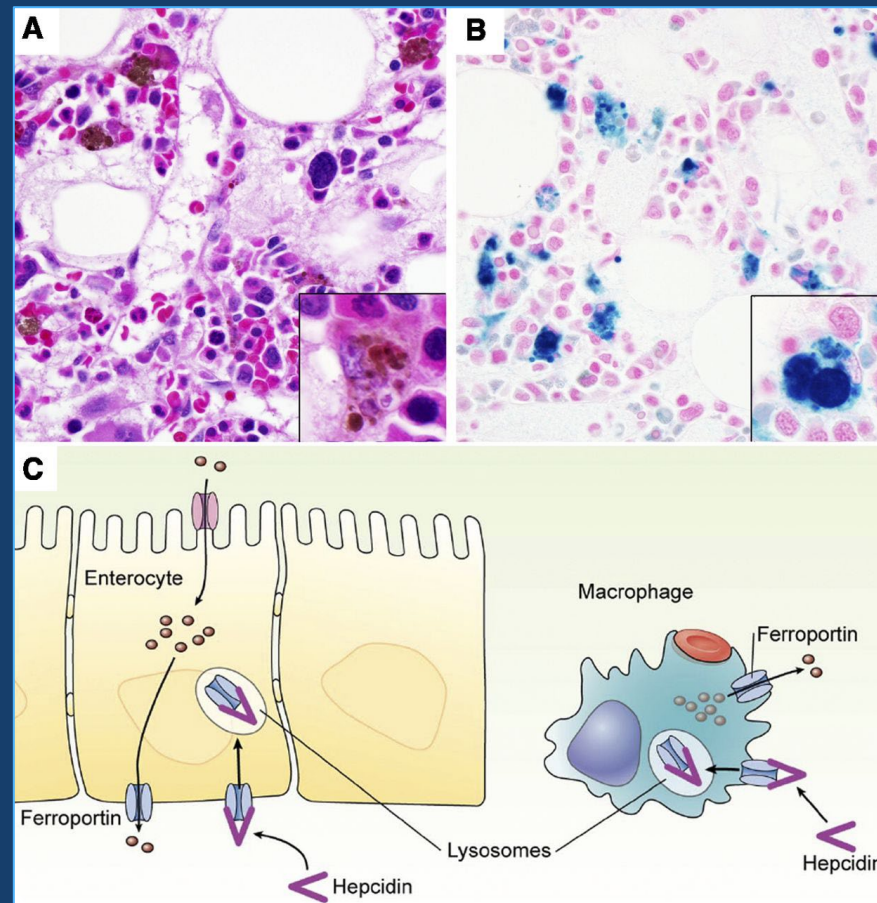 A
B
C
Enterocyte
Macrophage
Ferroportin
Ferroportin
Lysosomes
Hepcidin
Hepcidin